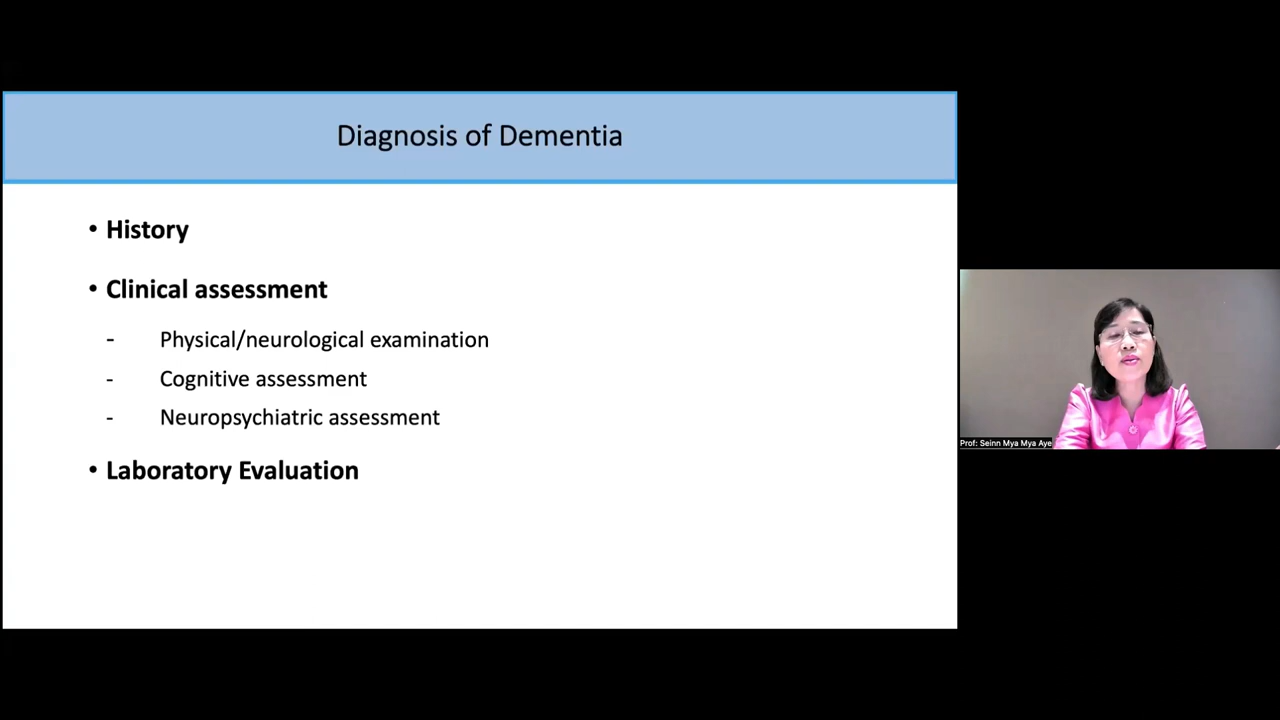 Diagnosis of Dementia
• History
• Clinical assessment
- Physical/neurological examination
- Cognitive assessment
- Neuropsychiatric assessment
• Laboratory Evaluation
Prof: Seinn Mya Mya Aye